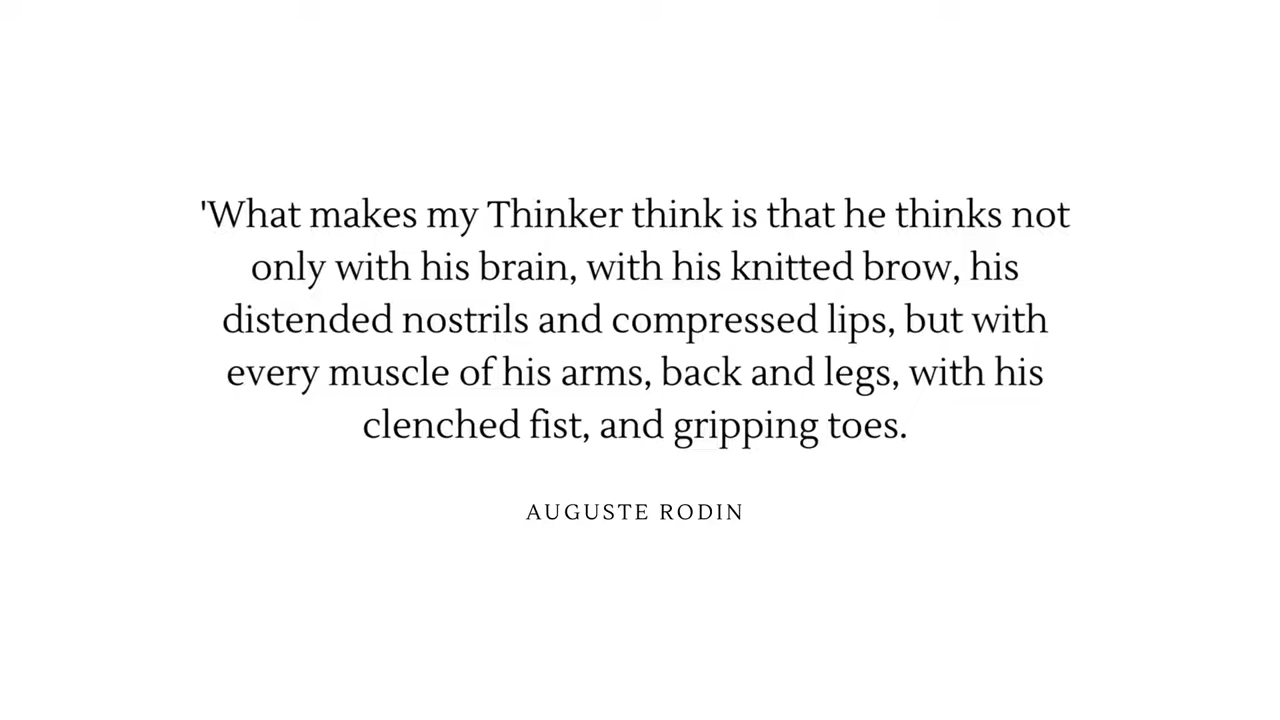 'What makes my Thinker think is that he thinks not
only with his brain, with his knitted brow, his
distended nostrils and compressed lips, but with
every muscle of his arms, back and legs, with his
clenched fist, and gripping toes.
AUGUSTE RODIN